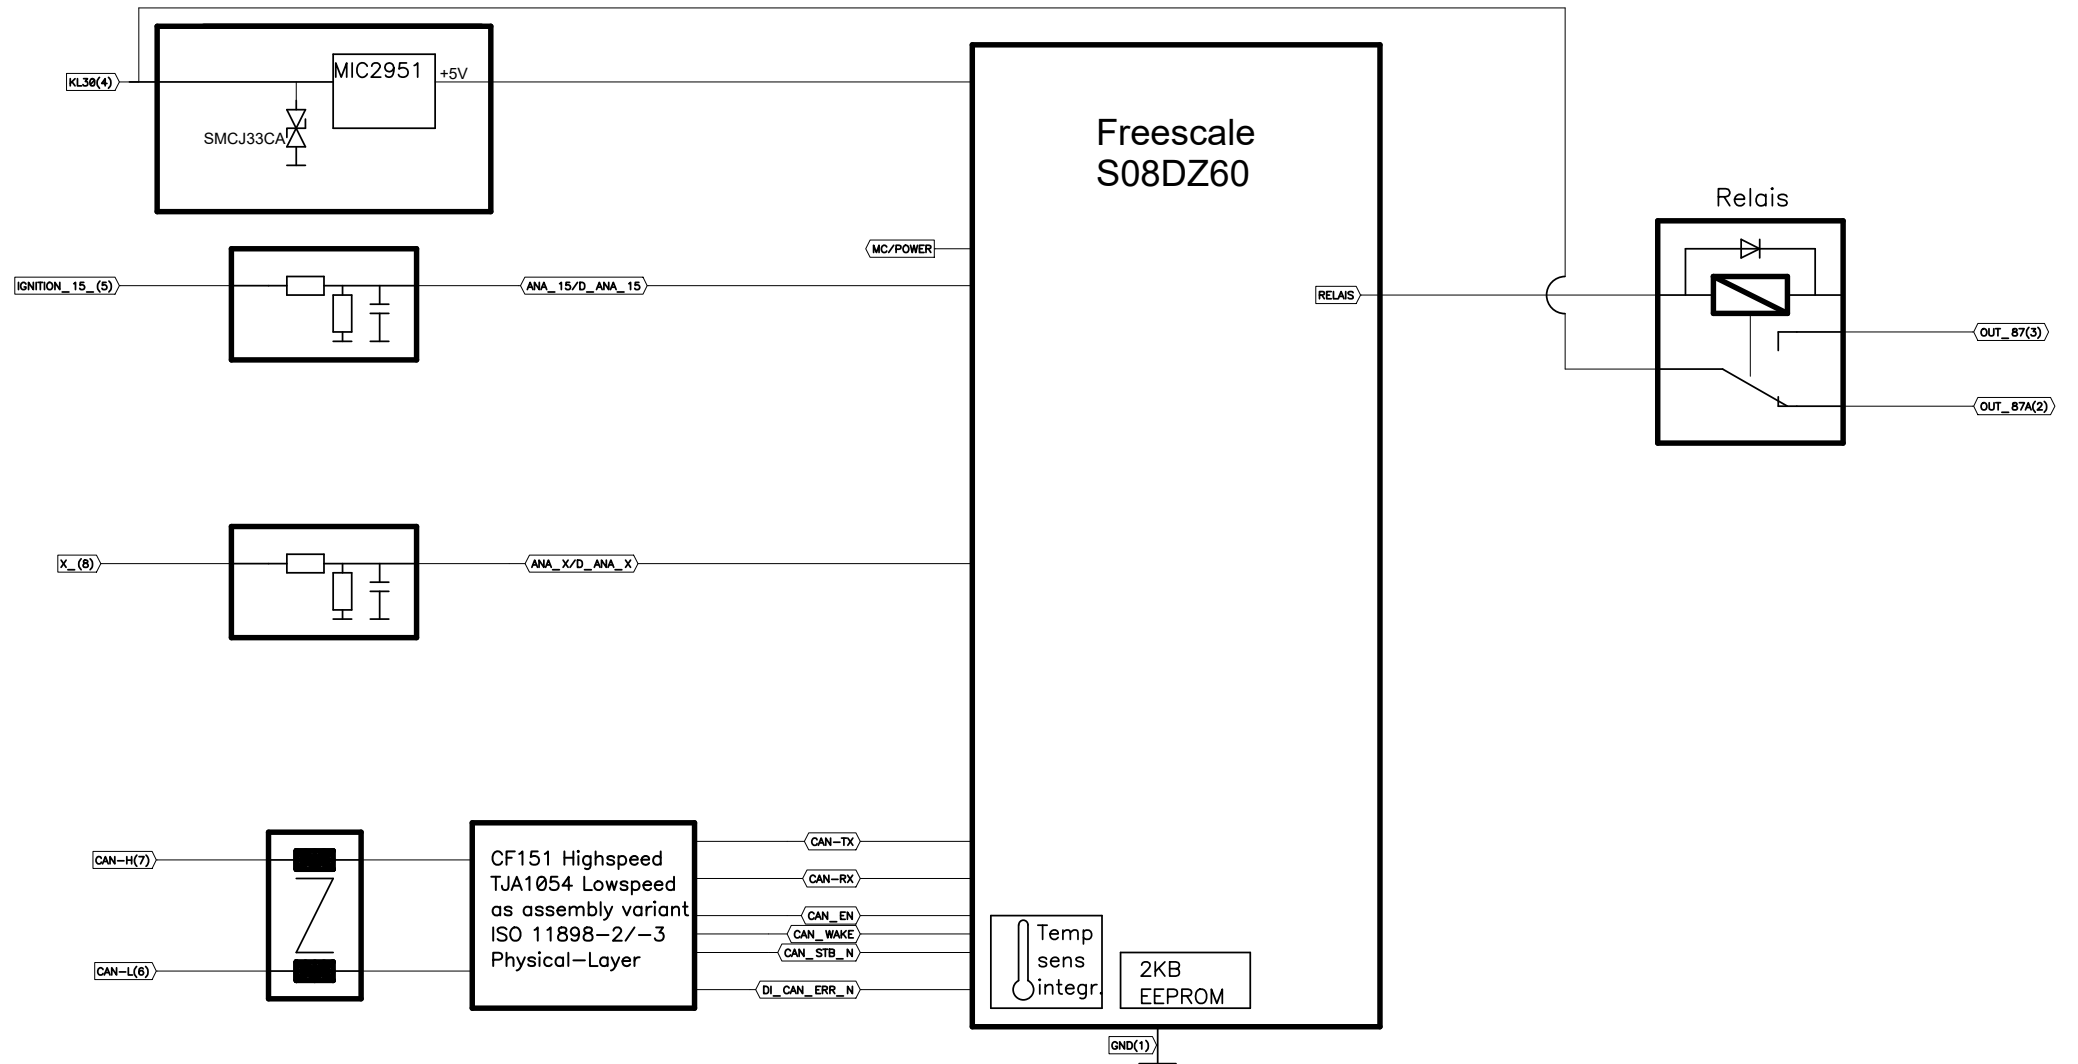 KL30(4)
MIC2951
+5V
SMCJ33CA
Freescale
S08DZ60
Relais
MC/POWER
IGNITION_15_(5)
ANA_15/D_ANA_15
RELAIS
OUT_87(3)
OUT_87A(2)
X_(8)
ANA_X/D_ANA_X
CAN-H(7)
CAN-L(6)
CF151 Highspeed
TJA1054 Lowspeed
as assembly variant
ISO 11898-2/-3
Physical-Layer
CAN-TX
CAN-RX
CAN_EN
CAN_WAKE
CAN_STB_N
DI_CAN_ERR_N
Temp
sens
integr.
2KB
EEPROM
GND(1)